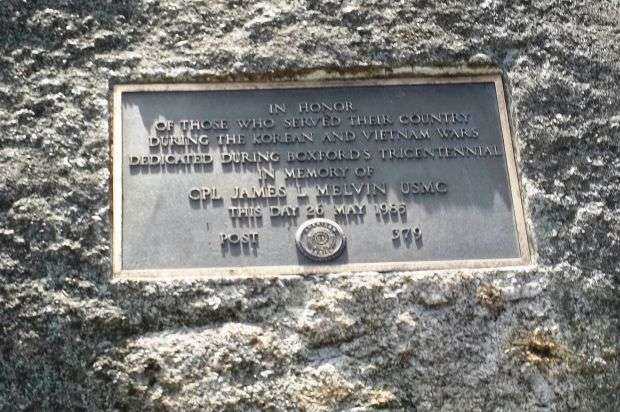 IN HONOR
OF THOSE WHO SERVED THEIR COUNTRY
DURING THE KOREAN AND VIETNAM WARS
DEDICATED DURING BOXFORD'S TRICENTENNIAL
IN MEMORY OF
CPL JAMES L MELVIN USMC
THIS DAY 26 MAY 1985
POST 379